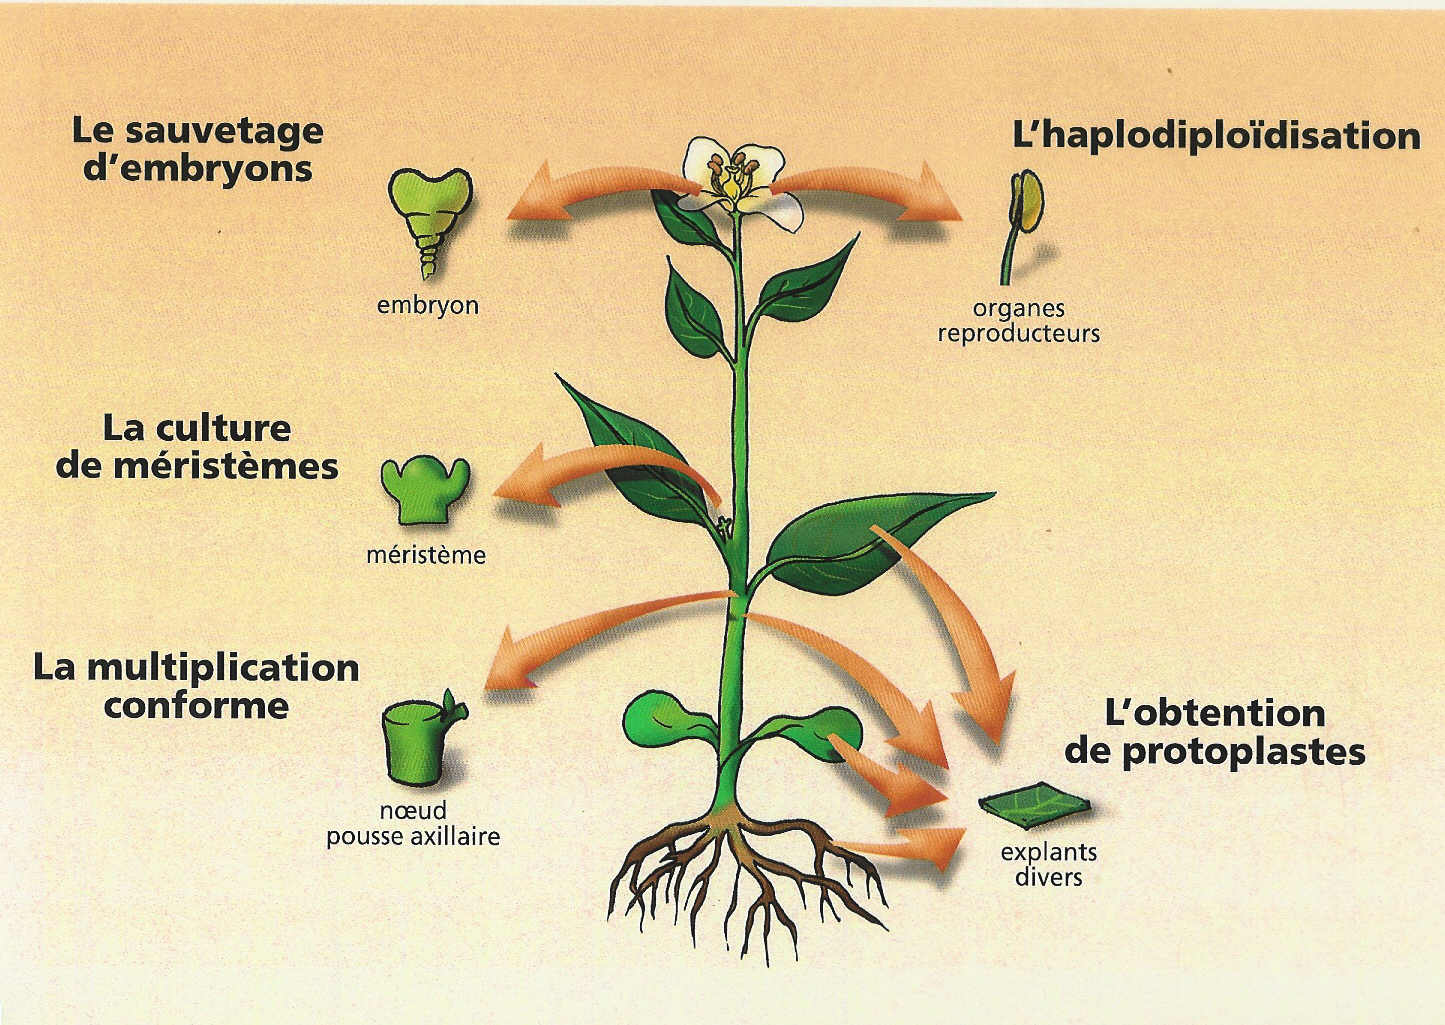 Le sauvetage
d'embryons
embryon
L'haplodiploïdisation
organes
reproducteurs
La culture
de méristèmes
méristème
La multiplication
conforme
nœud
pousse axillaire
L'obtention
de protoplastes
explants
divers